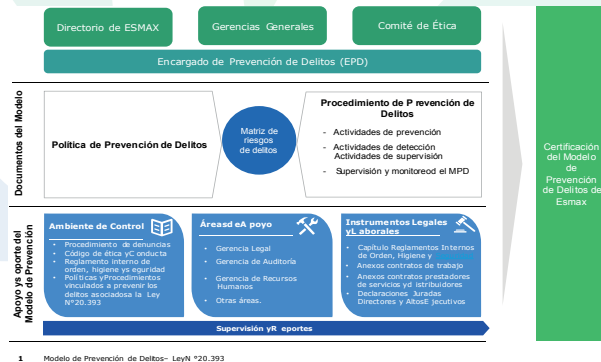 Directorio de ESMAX
Gerencias Generales
Comité de Ética
Encargado de Prevención de Delitos (EPD)
Documentos del Modelo
Política de Prevención de Delitos
Matriz de
riesgos
de delitos
Procedimiento de P revención de
Delitos
- Actividades de prevención
- Actividades de detección
Actividades de supervisión
- Supervisión y monitoreod el MPD
Apoyo ys oporte del
Modelo de Prevención
Ambiente de Control
• Procedimiento de denuncias
• Código de ética yC onducta
• Reglamento interno de
orden, higiene ys eguridad
• Políticas yProcedimientos
vinculados a prevenir los
delitos asociadosa la Ley
N°20.393
Áreasd eA poyo
• Gerencia Legal
• Gerencia de Auditoría
• Gerencia de Recursos
Humanos
• Otras áreas.
Instrumentos Legales
yL aborales
• Capítulo Reglamentos Internos
de Orden, Higiene y
• Anexos contratos de trabajo
• Anexos contratos prestadores
de servicios yd istribuidores
• Declaraciones Juradas
Directores y AltosE jecutivos
Supervisión yR eportes
Certificación
del Modelo
de
Prevención
de Delitos de
Esmax
1 Modelo de Prevención de Delitos– LeyN °20.393